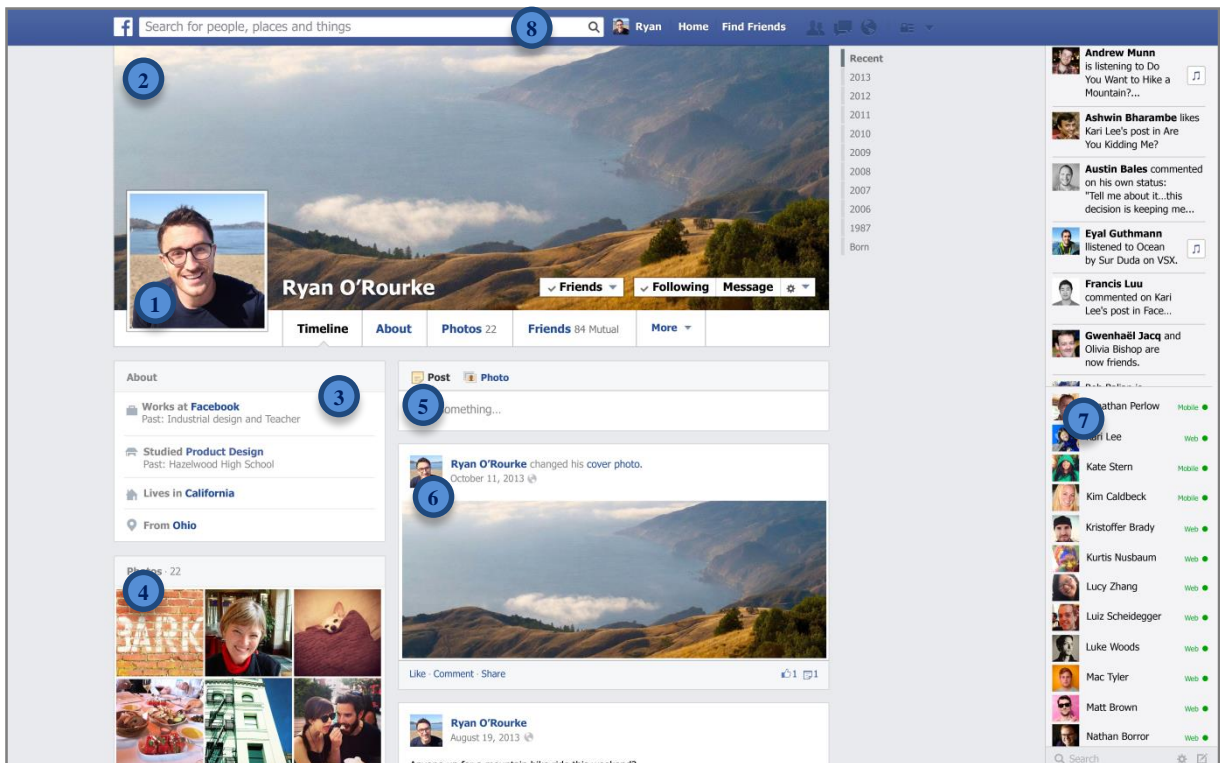 f
Search for people, places and things
8
Ryan
Home
Find Friends
2
Recent
2013
2012
2011
2010
2009
2008
2007
2006
1987
Born
1
Ryan O'Rourke
Friends
Following
Message
Timeline
About
Photos 22
Friends 84 Mutual
More
About
3
Works at Facebook
Past: Industrial design and Teacher
Studied Product Design
Past: Hazelwood High School
Lives in California
From Ohio
Photos · 22
4
PARK
Post
Photo
5
omething...
Ryan O'Rourke changed his cover photo.
October 11, 2013
6
Like · Comment · Share
1
1
Ryan O'Rourke
August 19, 2013
Andrew Munn
is listening to Do
You Want to Hike a
Mountain?...
Ashwin Bharambe likes
Kari Lee's post in Are
You Kidding Me?
Austin Bales commented
on his own status:
"Tell me about it...this
decision is keeping me...
Eyal Guthmann
llistened to Ocean
by Sur Duda on VSX.
Francis Luu
commented on Kari
Lee's post in Face...
Gwenhaël Jacq and
Olivia Bishop are
now friends.
7
athan Perlow Mobile
ri Lee Web
Kate Stern Mobile
Kim Caldbeck Mobile
Kristoffer Brady Web
Kurtis Nusbaum Web
Lucy Zhang Web
Luiz Scheidegger Web
Luke Woods Web
Mac Tyler Web
Matt Brown Web
Nathan Borror Web
Search